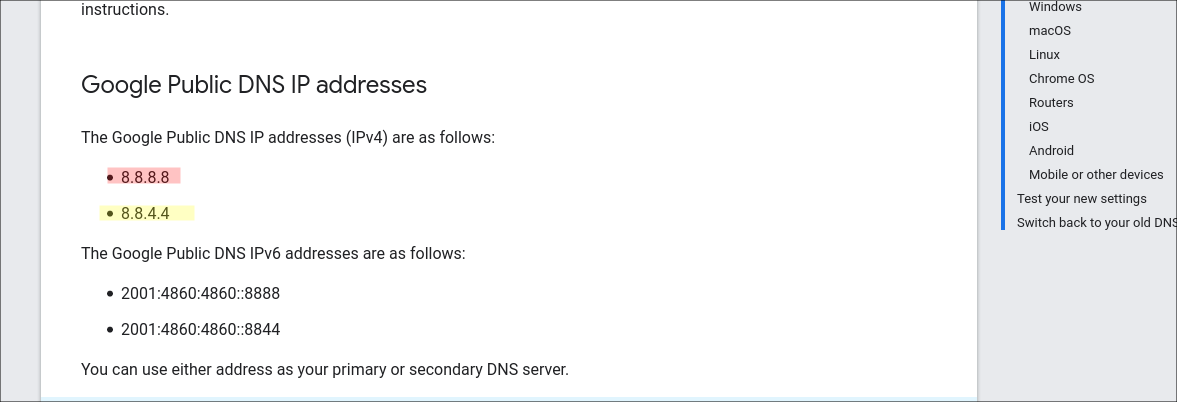 instructions.
Google Public DNS IP addresses
The Google Public DNS IP addresses (IPv4) are as follows:
• 8.8.8.8
• 8.8.4.4
The Google Public DNS IPv6 addresses are as follows:
• 2001:4860:4860::8888
• 2001:4860:4860::8844
You can use either address as your primary or secondary DNS server.
Windows
macOS
Linux
Chrome OS
Routers
iOS
Android
Mobile or other devices
Test your new settings
Switch back to your old DNS